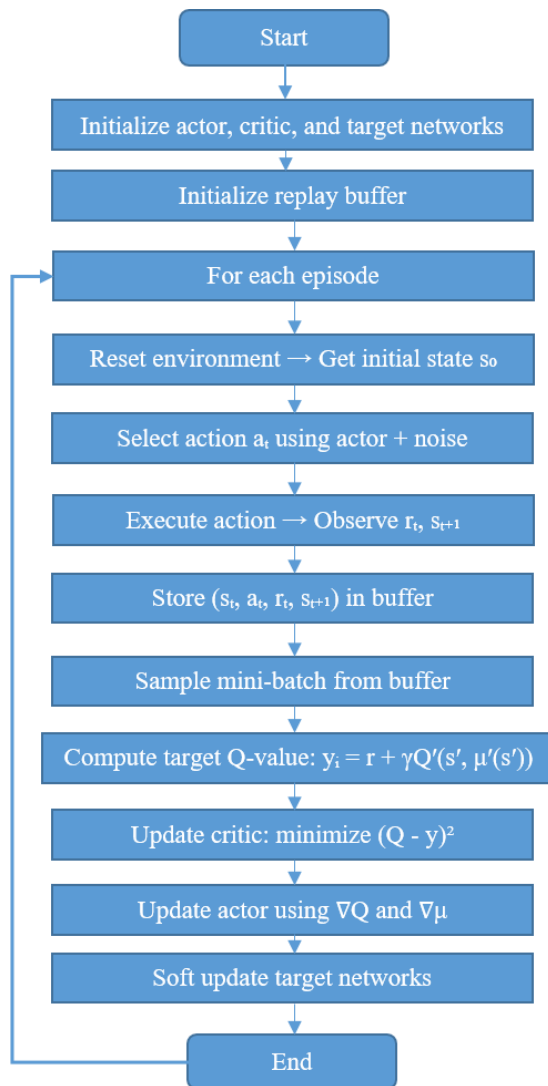 Start
Initialize actor, critic, and target networks
Initialize replay buffer
For each episode
Reset environment → Get initial state s₀
Select action aₜ using actor + noise
Execute action → Observe rₜ, sₜ₊₁
Store (sₜ, aₜ, rₜ, sₜ₊₁) in buffer
Sample mini-batch from buffer
Compute target Q-value: yᵢ = r + γQ′(s′, μ′(s′))
Update critic: minimize (Q - y)²
Update actor using ∇Q and ∇μ
Soft update target networks
End